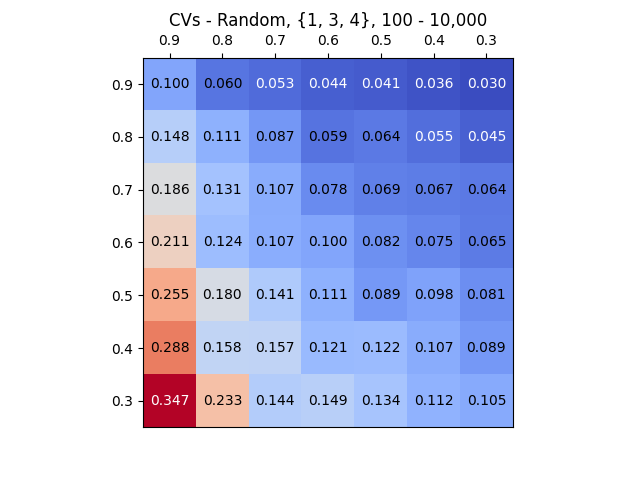 CVs - Random, {1, 3, 4}, 100 - 10,000
0.9 0.8 0.7 0.6 0.5 0.4 0.3
0.9 0.100 0.060 0.053 0.044 0.041 0.036 0.030
0.8 0.148 0.111 0.087 0.059 0.064 0.055 0.045
0.7 0.186 0.131 0.107 0.078 0.069 0.067 0.064
0.6 0.211 0.124 0.107 0.100 0.082 0.075 0.065
0.5 0.255 0.180 0.141 0.111 0.089 0.098 0.081
0.4 0.288 0.158 0.157 0.121 0.122 0.107 0.089
0.3 0.347 0.233 0.144 0.149 0.134 0.112 0.105